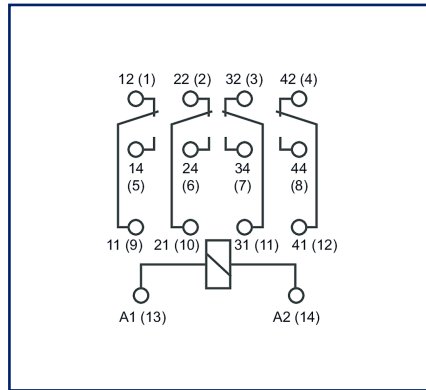 12 (1) 22 (2) 32 (3) 42 (4)
14 24 34 44
(5) (6) (7) (8)
11 (9) 21 (10) 31 (11) 41 (12)
A1 (13) A2 (14)